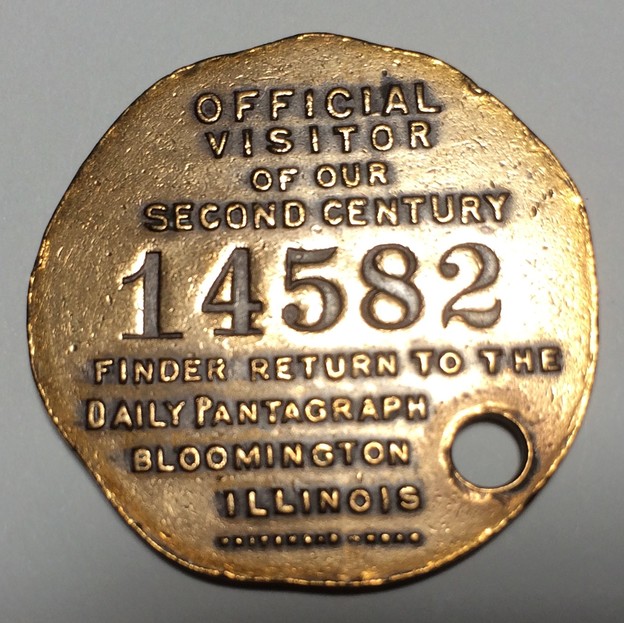 OFFICIAL
VISITOR
OF OUR
SECOND CENTURY
14582
FINDER RETURN TO THE
DAILY PANTAGRAPH
BLOOMINGTON
ILLINOIS